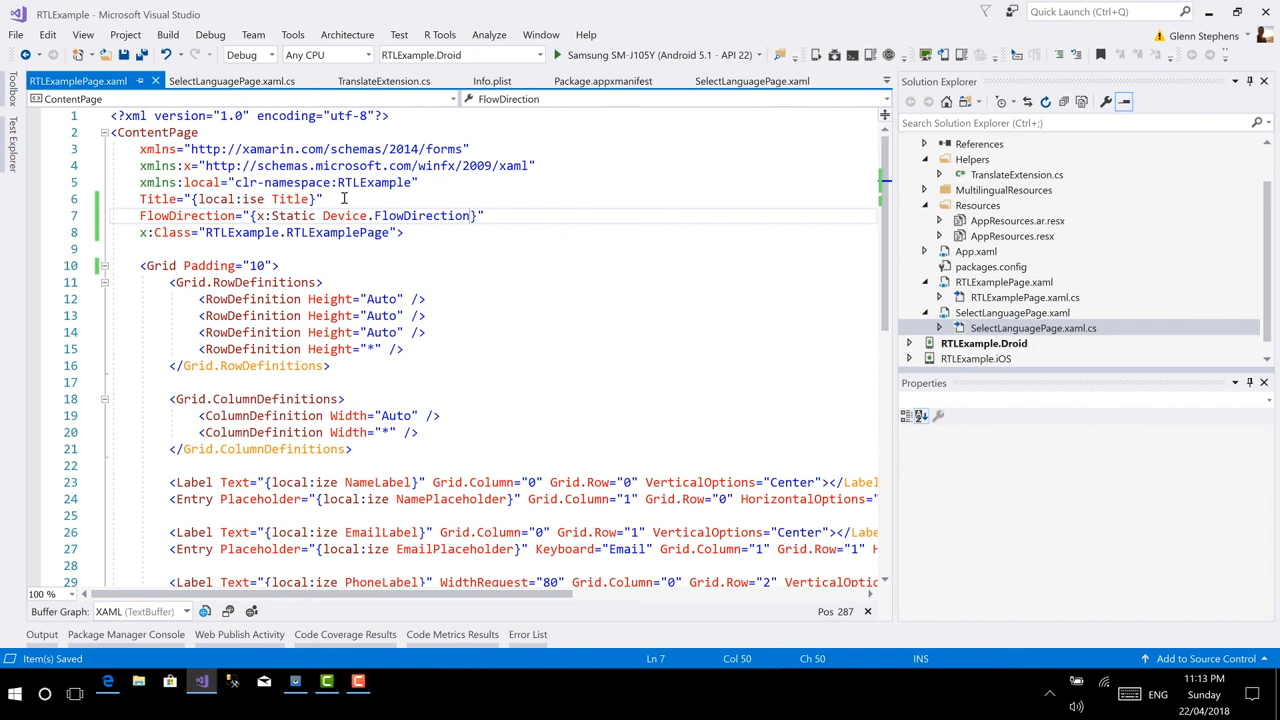 RTLExample - Microsoft Visual Studio
Quick Launch (Ctrl+Q)
File Edit View Project Build Debug Team Tools Architecture Test R Tools Analyze Window Help
Glenn Stephens
Debug Any CPU RTLExample.Droid Samsung SM-J105Y (Android 5.1 - API 22)
Toolbox
Test Explorer
RTLExamplePage.xaml SelectLanguagePage.xaml.cs TranslateExtension.cs Info.plist Package.appxmanifest SelectLanguagePage.xaml
ContentPage FlowDirection
1 <?xml version="1.0" encoding="utf-8"?>
2 <ContentPage
3 xmlns="http://xamarin.com/schemas/2014/forms"
4 xmlns:x="http://schemas.microsoft.com/winfx/2009/xaml"
5 xmlns:local="clr-namespace:RTLExample"
6 Title="{local:ise Title}"
7 FlowDirection="{x:Static Device.FlowDirection}"
8 x:Class="RTLExample.RTLExamplePage">
9
10 <Grid Padding="10">
11 <Grid.RowDefinitions>
12 <RowDefinition Height="Auto" />
13 <RowDefinition Height="Auto" />
14 <RowDefinition Height="Auto" />
15 <RowDefinition Height="*" />
16 </Grid.RowDefinitions>
17
18 <Grid.ColumnDefinitions>
19 <ColumnDefinition Width="Auto" />
20 <ColumnDefinition Width="*" />
21 </Grid.ColumnDefinitions>
22
23 <Label Text="{local:ize NameLabel}" Grid.Column="0" Grid.Row="0" VerticalOptions="Center"></Label
24 <Entry Placeholder="{local:ize NamePlaceholder}" Grid.Column="1" Grid.Row="0" HorizontalOptions="
25
26 <Label Text="{local:ize EmailLabel}" Grid.Column="0" Grid.Row="1" VerticalOptions="Center"></Labe
27 <Entry Placeholder="{local:ize EmailPlaceholder}" Keyboard="Email" Grid.Column="1" Grid.Row="1" H
28
29 <Label Text="{local:ize PhoneLabel}" WidthRequest="80" Grid.Column="0" Grid.Row="2" VerticalOptio
100 %
Buffer Graph: XAML (TextBuffer) Pos 287
Output Package Manager Console Web Publish Activity Code Coverage Results Code Metrics Results Error List
Solution Explorer
Search Solution Explorer (Ctrl+;)
References
Helpers
TranslateExtension.cs
MultilingualResources
Resources
AppResources.ar.resx
AppResources.resx
App.xaml
packages.config
RTLExamplePage.xaml
RTLExamplePage.xaml.cs
SelectLanguagePage.xaml
SelectLanguagePage.xaml.cs
RTLExample.Droid
RTLExample.iOS
Properties
Item(s) Saved Ln 7 Col 50 Ch 50 INS Add to Source Control
ENG
11:13 PM
Sunday
22/04/2018